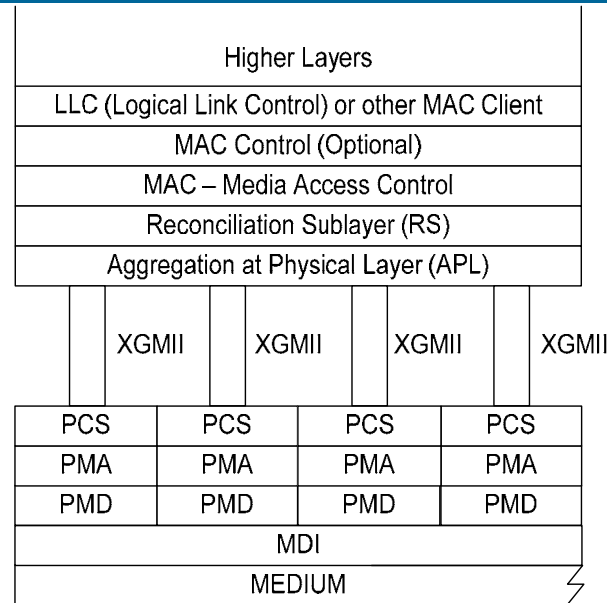 Higher Layers
LLC (Logical Link Control) or other MAC Client
MAC Control (Optional)
MAC – Media Access Control
Reconciliation Sublayer (RS)
Aggregation at Physical Layer (APL)
XGMII XGMII XGMII XGMII
PCS PCS PCS PCS
PMA PMA PMA PMA
PMD PMD PMD PMD
MDI
MEDIUM